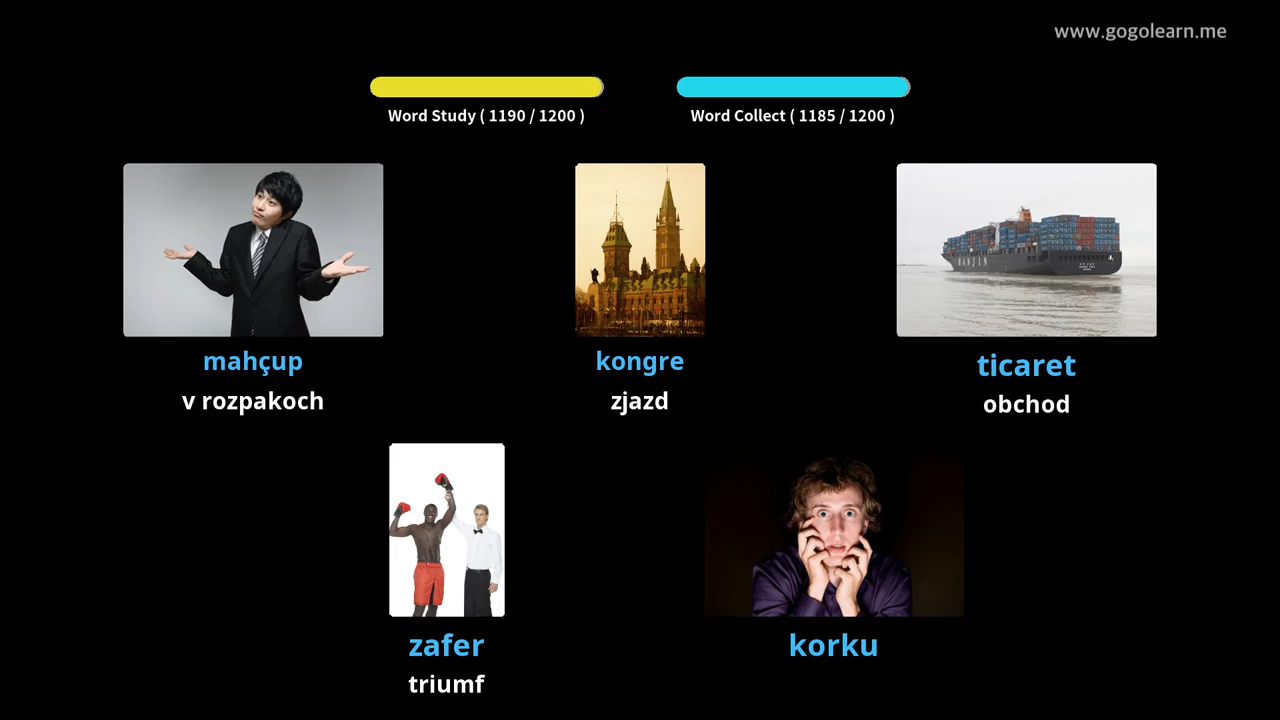 www.gogolearn.me
Word Study ( 1190 / 1200 )
Word Collect ( 1185 / 1200 )
mahçup
v rozpakoch
kongre
zjazd
ticaret
obchod
zafer
triumf
korku